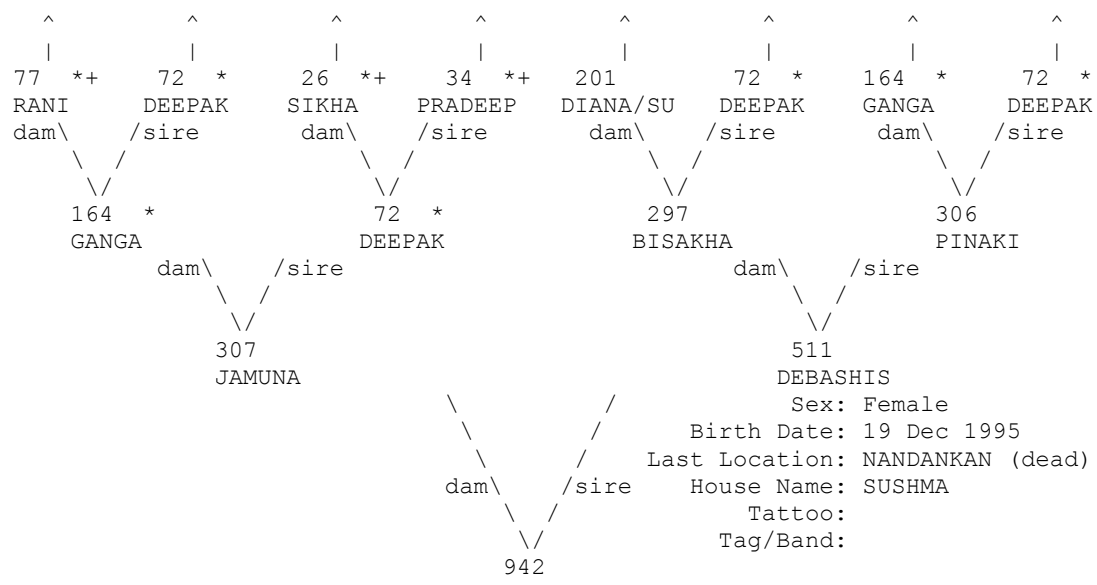 ^ ^ ^ ^ ^ ^ ^ ^
| | | | | | | |
77 *+ 72 * 26 *+ 34 *+ 201 72 * 164 * 72 *
RANI DEEPAK SIKHA PRADEEP DIANA/SU DEEPAK GANGA DEEPAK
dam\ /sire dam\ /sire dam\ /sire dam\ /sire
\ / \ / \ / \ /
\/ \/ \/ \/
164 * 72 * 297 306
GANGA DEEPAK BISAKHA PINAKI
dam\ /sire dam\ /sire
\ / \ /
\/ \/
307 511
JAMUNA DEBASHIS
\ / Sex: Female
\ / Birth Date: 19 Dec 1995
\ / Last Location: NANDANKAN (dead)
dam\ /sire House Name: SUSHMA
\ / Tattoo:
\/ Tag/Band:
942